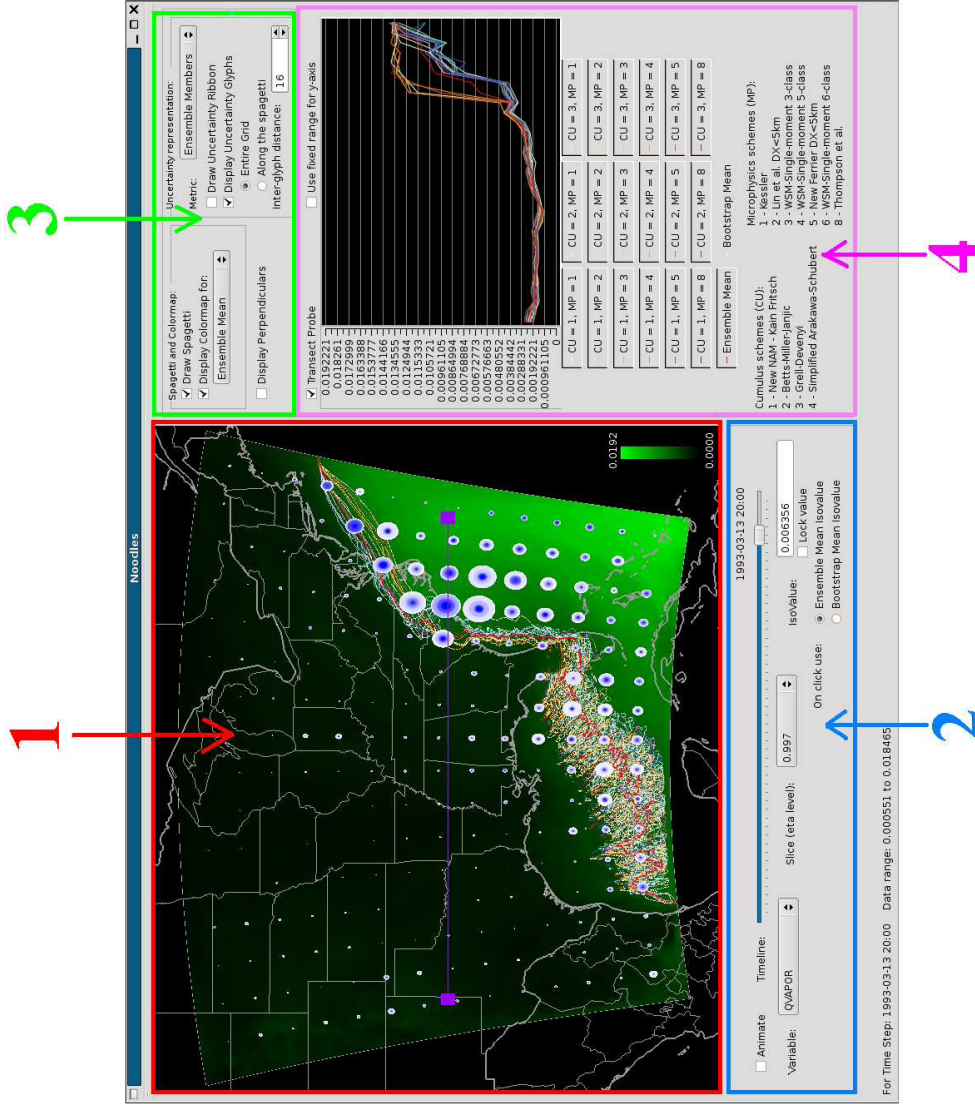 Noodles
1
0.0192
0.0000
2
Animate
Timeline:
1993-03-13 20:00
Variable:
QVAPOR
Slice (eta level):
0.997
IsoValue:
0.006356
Lock value
On click use:
Ensemble Mean Isovalue
Bootstrap Mean Isovalue
For Time Step: 1993-03-13 20:00 Data range: 0.000551 to 0.018465
3
Spagetti and Colormap:
Draw Spagetti
Display Colormap for:
Ensemble Mean
Display Perpendiculars
Uncertainty representation:
Metric:
Ensemble Members
Draw Uncertainty Ribbon
Display Uncertainty Glyphs
Entire Grid
Along the spagetti
Inter-glyph distance:
16
4
Transect Probe
Use fixed range for y-axis
0.0192221
0.018261
0.0172999
0.0163388
0.0153777
0.0144166
0.0134555
0.0124944
0.0115333
0.0105721
0.00961105
0.00864994
0.00768884
0.00672773
0.00576663
0.00480552
0.00384442
0.00288331
0.00192221
0.000961105
0
CU = 1, MP = 1
CU = 2, MP = 1
CU = 3, MP = 1
CU = 1, MP = 2
CU = 2, MP = 2
CU = 3, MP = 2
CU = 1, MP = 3
CU = 2, MP = 3
CU = 3, MP = 3
CU = 1, MP = 4
CU = 2, MP = 4
CU = 3, MP = 4
CU = 1, MP = 5
CU = 2, MP = 5
CU = 3, MP = 5
CU = 1, MP = 8
CU = 2, MP = 8
CU = 3, MP = 8
Ensemble Mean
Bootstrap Mean
Cumulus schemes (CU):
1 - New NAM - Kain Fritsch
2 - Betts-Miller-Janjic
3 - Grell-Devenyi
4 - Simplified Arakawa-Schubert
Microphysics schemes (MP):
1 - Kessler
2 - Lin et al. DX<5km
3 - WSM-Single-moment 3-class
4 - WSM-Single-moment 5-class
5 - New Ferrier DX<5km
6 - WSM-Single-moment 6-class
8 - Thompson et al.